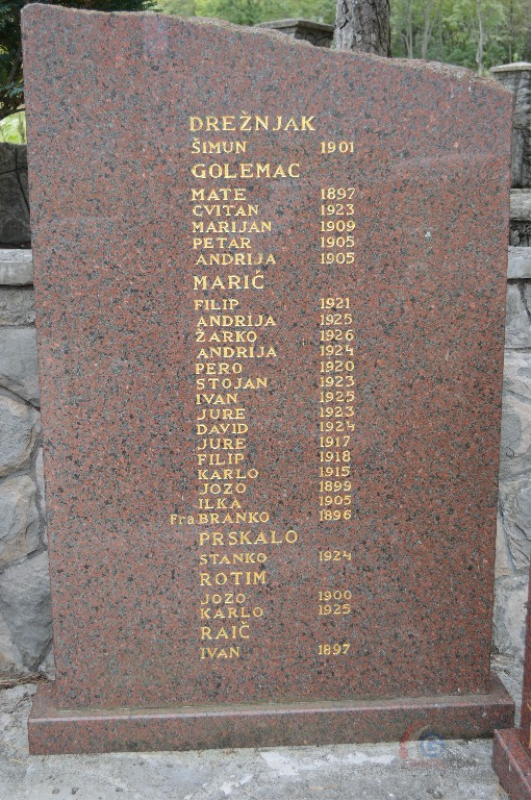 DREŽNJAK
ŠIMUN 1901
GOLEMAC
MATE 1897
CVITAN 1923
MARIJAN 1909
PETAR 1905
ANDRIJA 1905
MARIĆ
FILIP 1921
ANDRIJA 1925
ŽARKO 1926
ANDRIJA 1924
PERO 1920
STOJAN 1923
IVAN 1925
JURE 1923
DAVID 1924
JURE 1917
FILIP 1918
KARLO 1915
JOZO 1899
ILKA 1905
Fra BRANKO 1896
PRSKALO
STANKO 1924
ROTIM
JOZO 1900
KARLO 1925
RAIČ
IVAN 1897